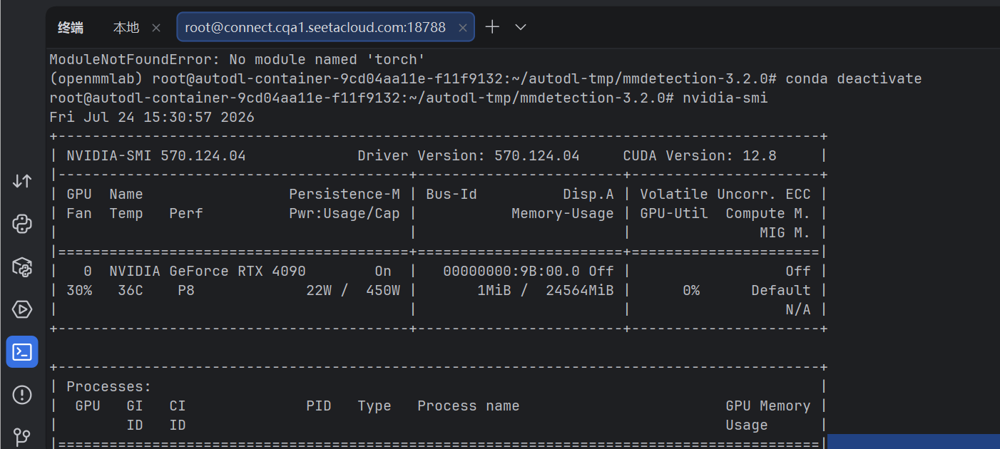 终端 本地 × root@connect.cqa1.seetacloud.com:18788 × +
ModuleNotFoundError: No module named 'torch'
(openmmlab) root@autodl-container-9cd04aa11e-f11f9132:~/autodl-tmp/mmdetection-3.2.0# conda deactivate
root@autodl-container-9cd04aa11e-f11f9132:~/autodl-tmp/mmdetection-3.2.0# nvidia-smi
Fri Jul 24 15:30:57 2026
+-----------------------------------------------------------------------------------------+
| NVIDIA-SMI 570.124.04             Driver Version: 570.124.04     CUDA Version: 12.8     |
|-----------------------------------------+------------------------+----------------------+
| GPU  Name                 Persistence-M | Bus-Id          Disp.A | Volatile Uncorr. ECC |
| Fan  Temp   Perf          Pwr:Usage/Cap |           Memory-Usage | GPU-Util  Compute M. |
|                                         |                        |               MIG M. |
|=========================================+========================+======================|
|   0  NVIDIA GeForce RTX 4090        On  |   00000000:9B:00.0 Off |                  Off |
| 30%   36C    P8             22W /  450W |       1MiB /  24564MiB |      0%      Default |
|                                         |                        |                  N/A |
+-----------------------------------------+------------------------+----------------------+
+-----------------------------------------------------------------------------------------+
| Processes:                                                                              |
|  GPU   GI   CI              PID   Type   Process name                        GPU Memory |
|        ID   ID                                                               Usage      |
|=========================================================================================|